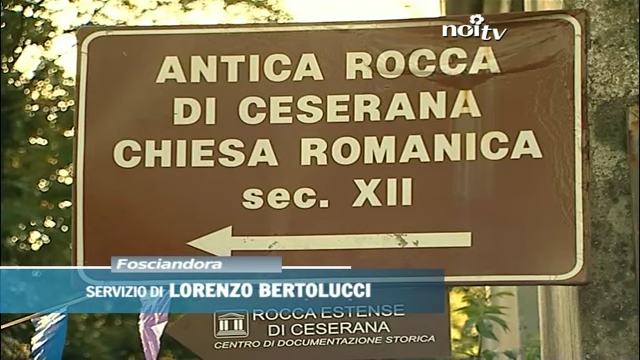 noitv
ANTICA ROCCA
DI CESERANA
CHIESA ROMANICA
sec. XII
Fosciandora
SERVIZIO DI LORENZO BERTOLUCCI
ROCCA ESTENSE
DI CESERANA
CENTRO DI DOCUMENTAZIONE STORICA